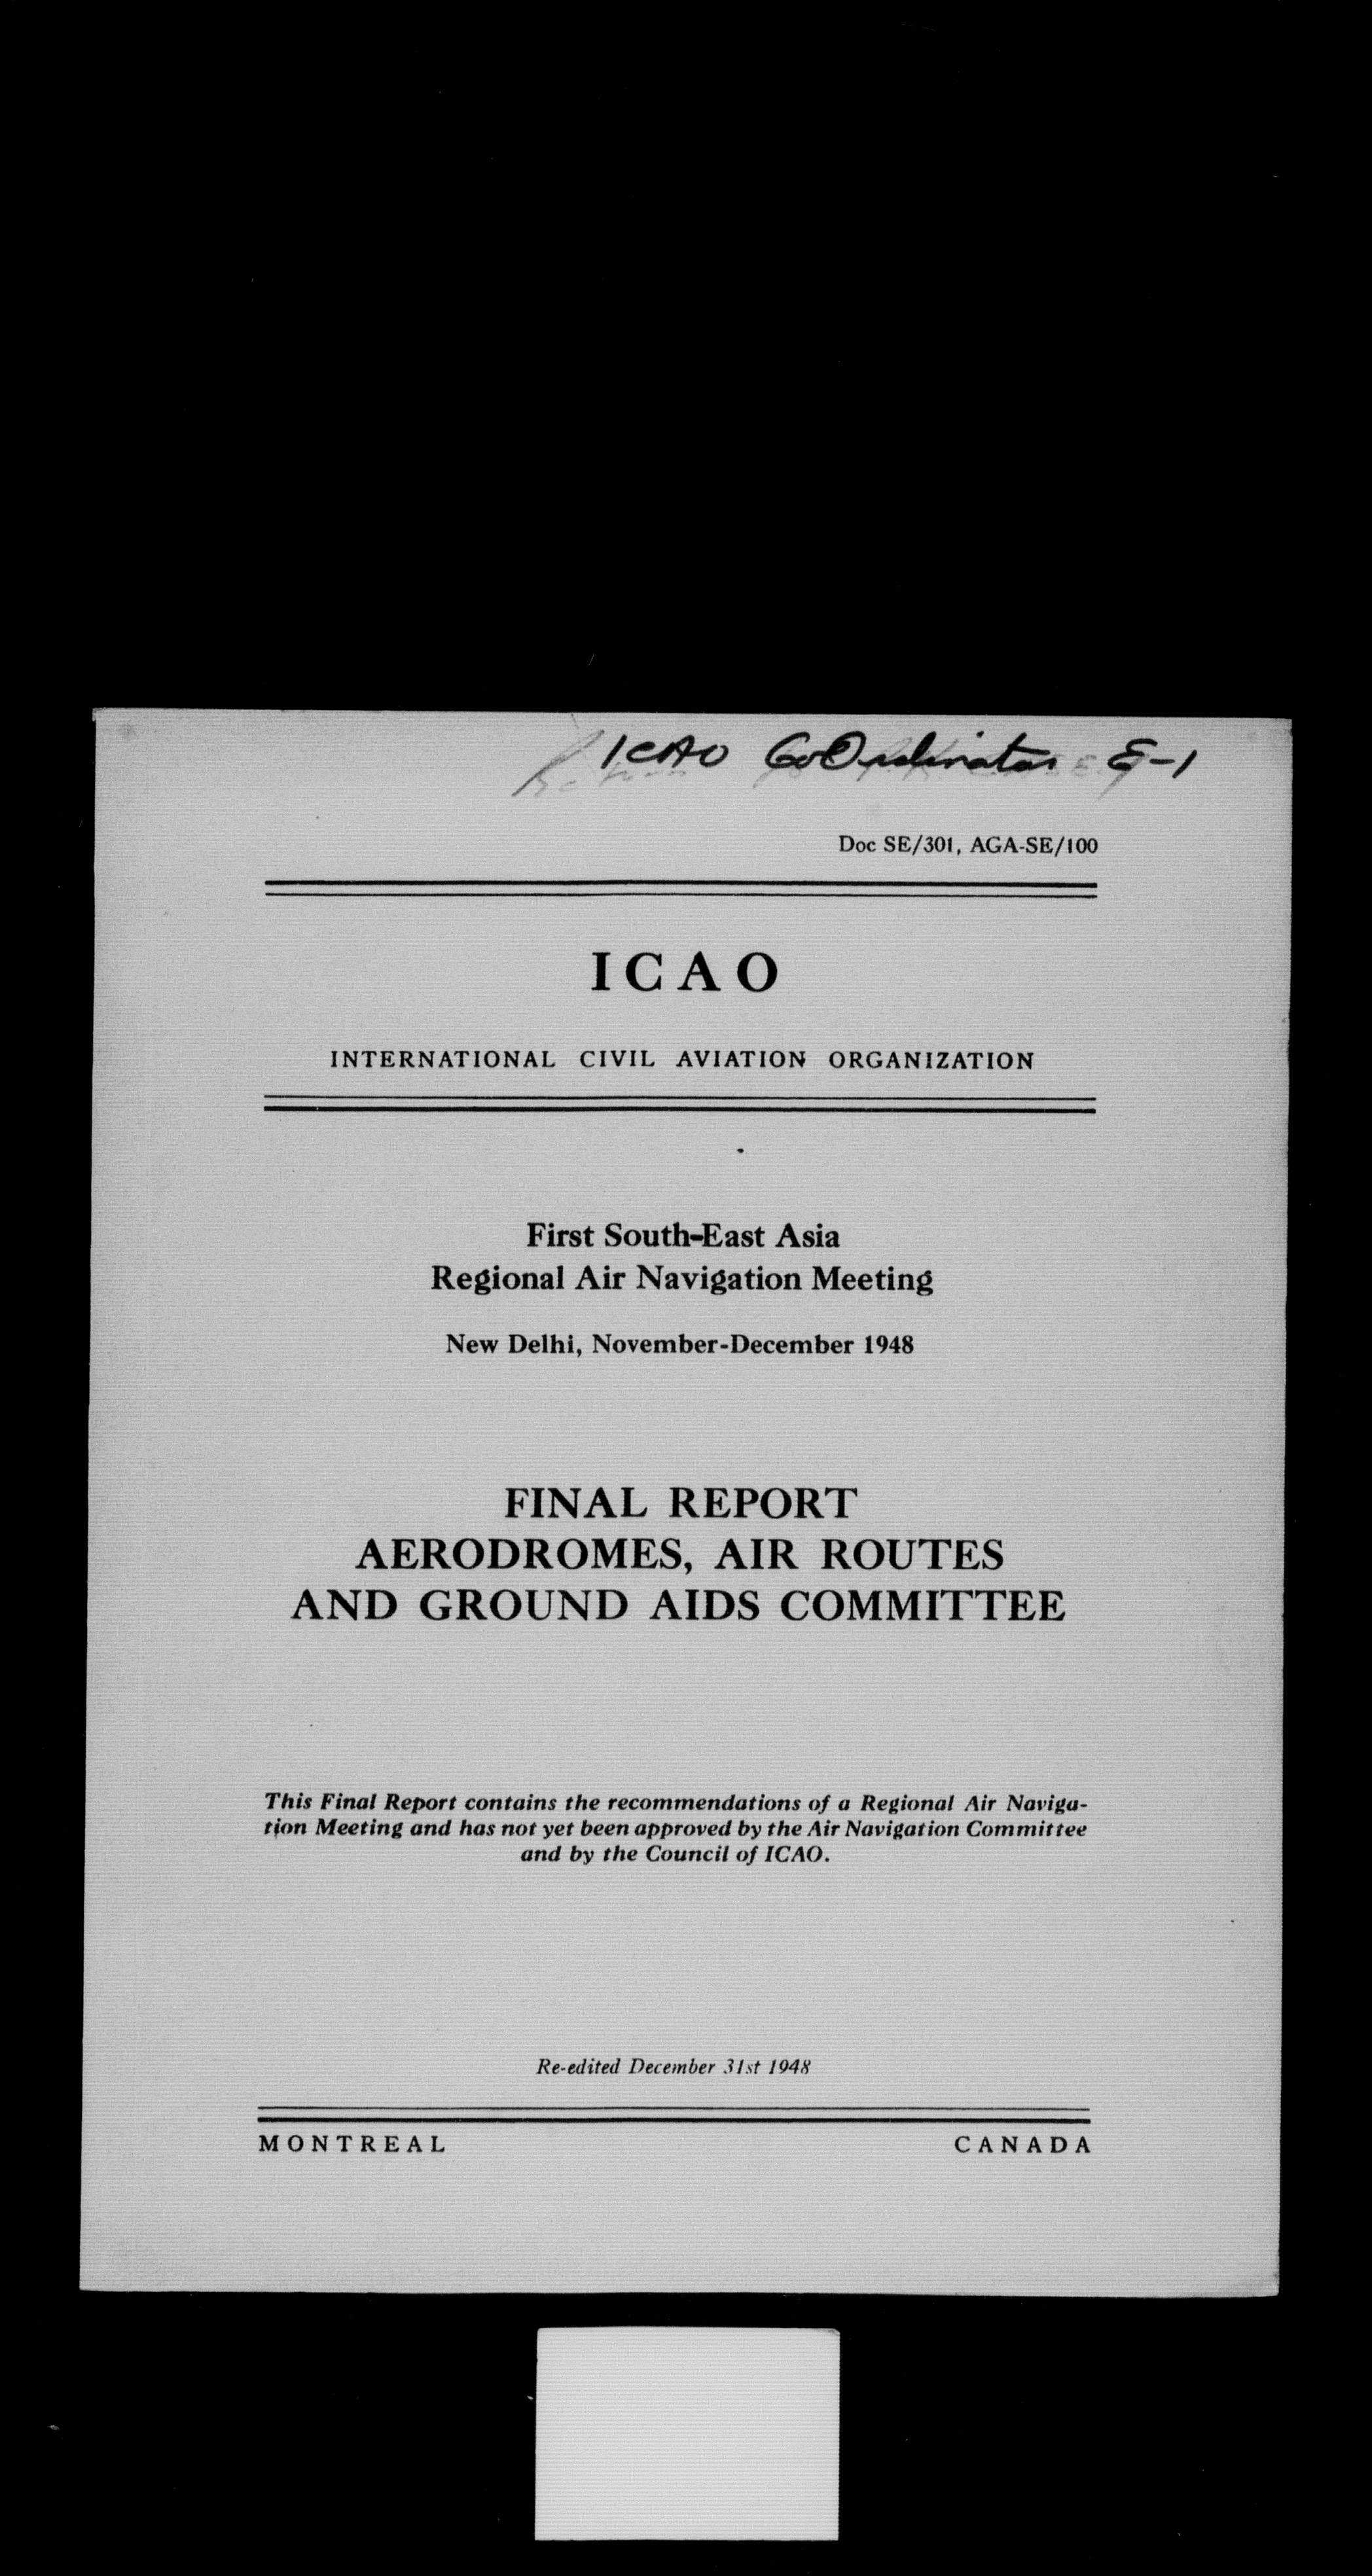 ICAO CoOrdinator E-1
Doc SE/301, AGA-SE/100
ICAO
INTERNATIONAL CIVIL AVIATION ORGANIZATION
First South-East Asia
Regional Air Navigation Meeting
New Delhi, November-December 1948
FINAL REPORT
AERODROMES, AIR ROUTES
AND GROUND AIDS COMMITTEE
This Final Report contains the recommendations of a Regional Air Naviga-
tion Meeting and has not yet been approved by the Air Navigation Committee
and by the Council of ICAO.
Re-edited December 31st 1948
MONTREAL CANADA